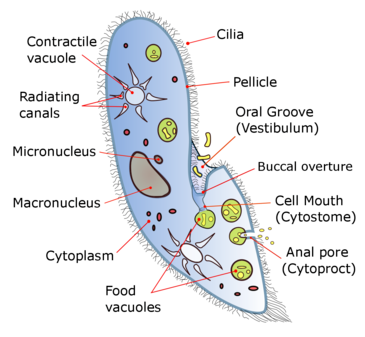 Contractile
vacuole
Radiating
canals
Micronucleus
Macronucleus
Cytoplasm
Food
vacuoles
Cilia
Pellicle
Oral Groove
(Vestibulum)
Buccal overture
Cell Mouth
(Cytostome)
Anal pore
(Cytoproct)